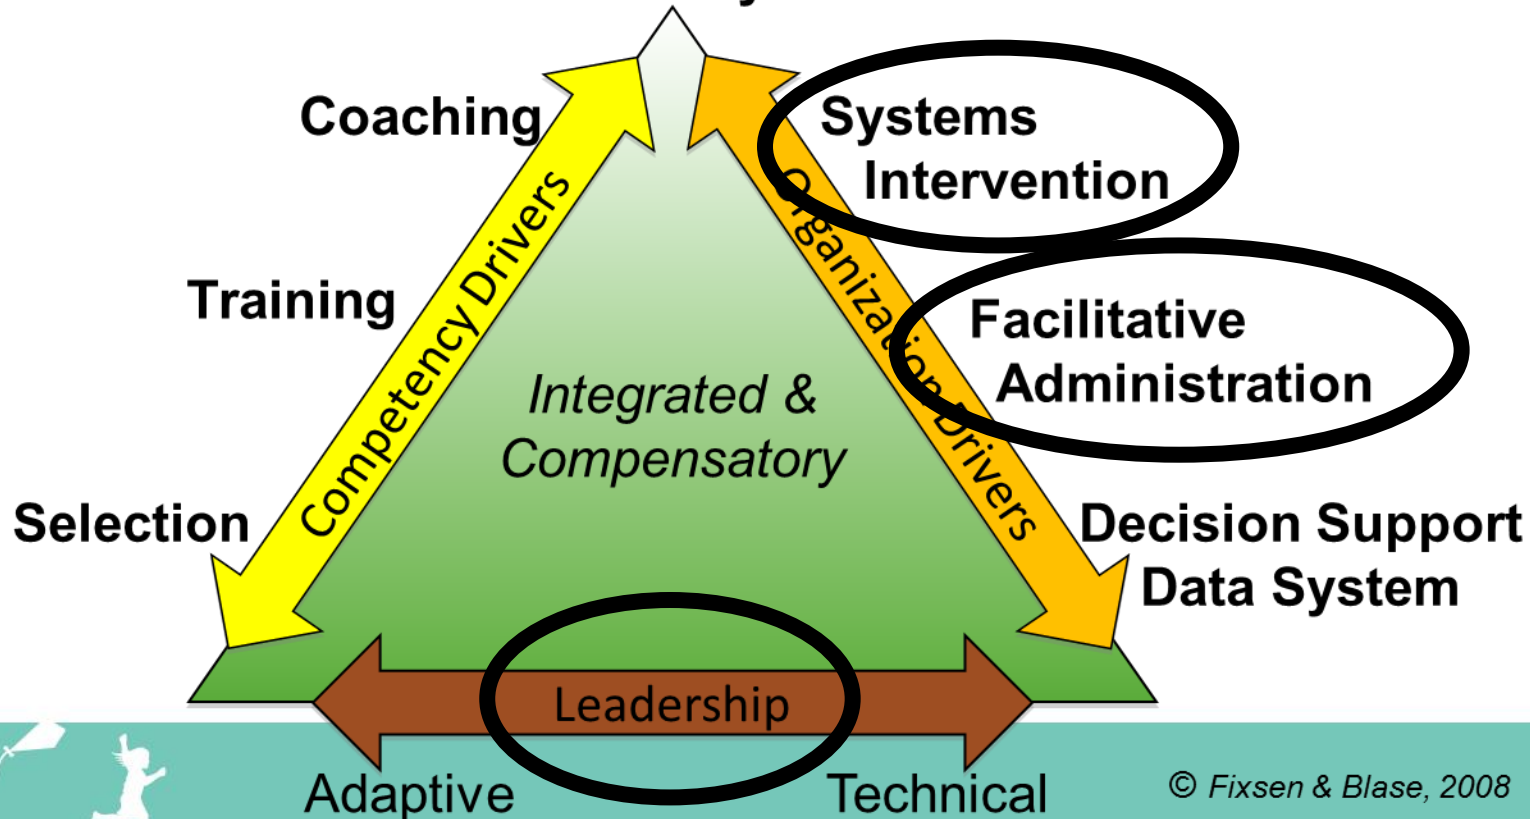 Coaching
Systems
Intervention
Training
Competency Drivers
Organization Drivers
Facilitative
Administration
Integrated &
Compensatory
Selection
Decision Support
Data System
Leadership
Adaptive
Technical
© Fixsen & Blase, 2008